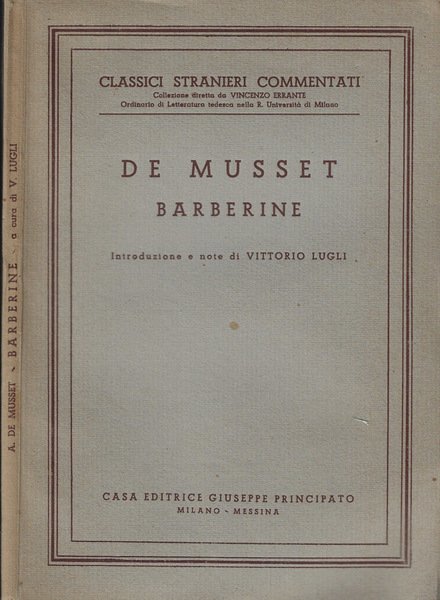 CLASSICI STRANIERI COMMENTATI
Collezione diretta da VINCENZO ERRANTE
Ordinario di Letteratura tedesca nella R. Università di Milano
DE MUSSET
BARBERINE
Introduzione e note di VITTORIO LUGLI
CASA EDITRICE GIUSEPPE PRINCIPATO
MILANO - MESSINA
A. DE MUSSET - BARBERINE - a cura di V. LUGLI